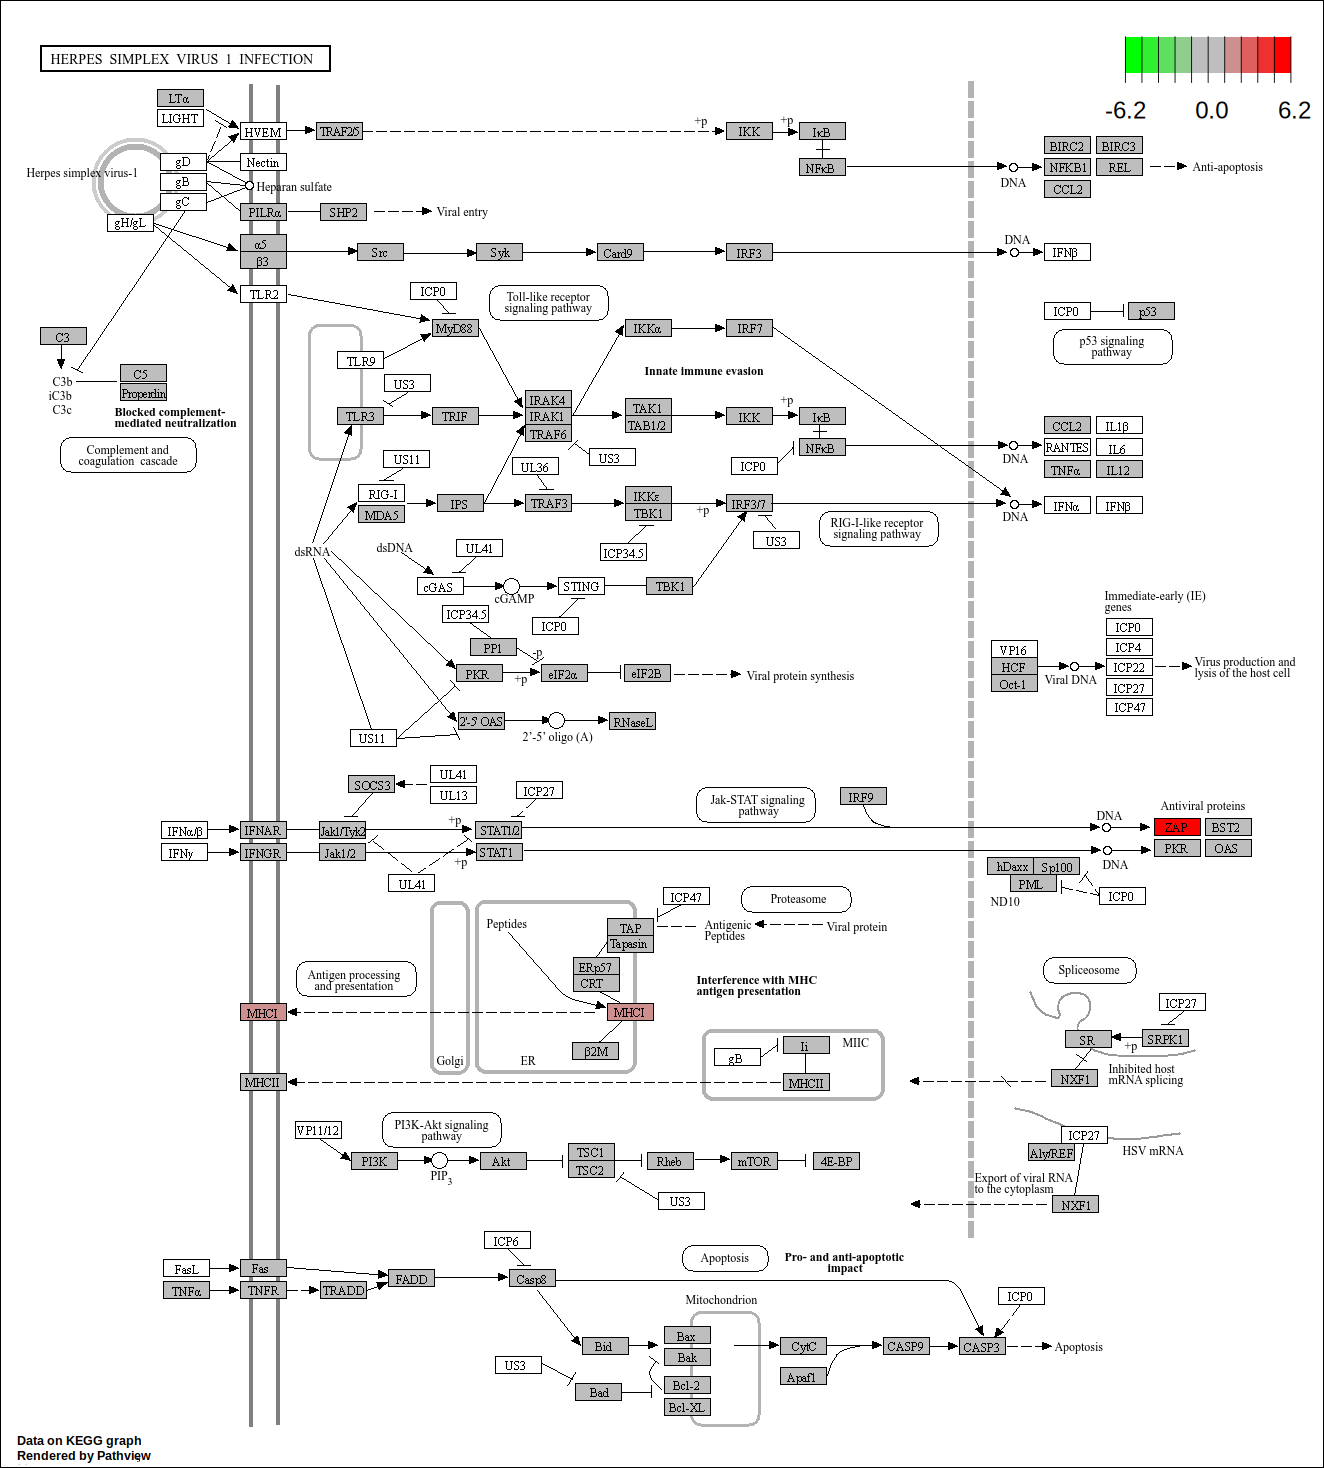 HERPES SIMPLEX VIRUS 1 INFECTION
-6.2 0.0 6.2
LTα
LIGHT
HVEM
TRAF2/5
+p
IKK
+p
IκB
NFκB
Herpes simplex virus-1
gD
Nectin
gB
Heparan sulfate
gC
PILRα
SHP2
Viral entry
gH/gL
DNA
BIRC2 BIRC3
NFKB1 REL
CCL2
Anti-apoptosis
α5
β3
Src
Syk
Card9
IRF3
DNA
IFNβ
TLR2
ICP0
Toll-like receptor
signaling pathway
MyD88
IKKα
IRF7
ICP0
p53
p53 signaling
pathway
C3
TLR9
Innate immune evasion
C3b
iC3b
C3c
C5
Properdin
Blocked complement-
mediated neutralization
Complement and
coagulation cascade
US3
TLR3
TRIF
IRAK4
IRAK1
TRAF6
TAK1
TAB1/2
IKK
+p
IκB
NFκB
US3
ICP0
DNA
CCL2 IL1β
RANTES IL6
TNFα IL12
US11
UL36
RIG-I
MDA5
IPS
TRAF3
IKKε
TBK1
+p
IRF3/7
DNA
IFNα IFNβ
US3
RIG-I-like receptor
signaling pathway
ICP34.5
dsRNA
dsDNA
UL41
cGAS
cGAMP
STING
TBK1
ICP0
ICP34.5
PP1
-p
PKR
+p
eIF2α
eIF2B
Viral protein synthesis
2'-5' OAS
2'-5' oligo (A)
RNaseL
US11
Immediate-early (IE)
genes
VP16
HCF
Oct-1
Viral DNA
ICP0
ICP4
ICP22
ICP27
ICP47
Virus production and
lysis of the host cell
SOCS3
UL41
UL13
ICP27
Jak-STAT signaling
pathway
IRF9
Antiviral proteins
IFNα/β
IFNAR
Jak1/Tyk2
+p
STAT1/2
DNA
ZAP BST2
IFNγ
IFNGR
Jak1/2
+p
STAT1
DNA
PKR OAS
UL41
hDaxx Sp100
PML
ND10
ICP0
ICP47
Proteasome
Peptides
TAP
Tapasin
Antigenic
Peptides
Viral protein
ERp57
CRT
Antigen processing
and presentation
Interference with MHC
antigen presentation
Spliceosome
MHCI
MHCI
ICP27
β2M
Golgi
ER
Ii
MIIC
gB
MHCII
MHCII
SR
+p
SRPK1
NXF1
Inhibited host
mRNA splicing
VP11/12
PI3K-Akt signaling
pathway
PI3K
PIP3
Akt
TSC1
TSC2
Rheb
mTOR
4E-BP
US3
ICP27
Aly/REF
HSV mRNA
Export of viral RNA
to the cytoplasm
NXF1
ICP6
Apoptosis
Pro- and anti-apoptotic
impact
FasL
Fas
FADD
Casp8
TNFα
TNFR
TRADD
Mitochondrion
ICP0
Bid
Bax
Bak
CytC
CASP9
CASP3
Apoptosis
US3
Bad
Bcl-2
Bcl-XL
Apaf1
Data on KEGG graph
Rendered by Pathview